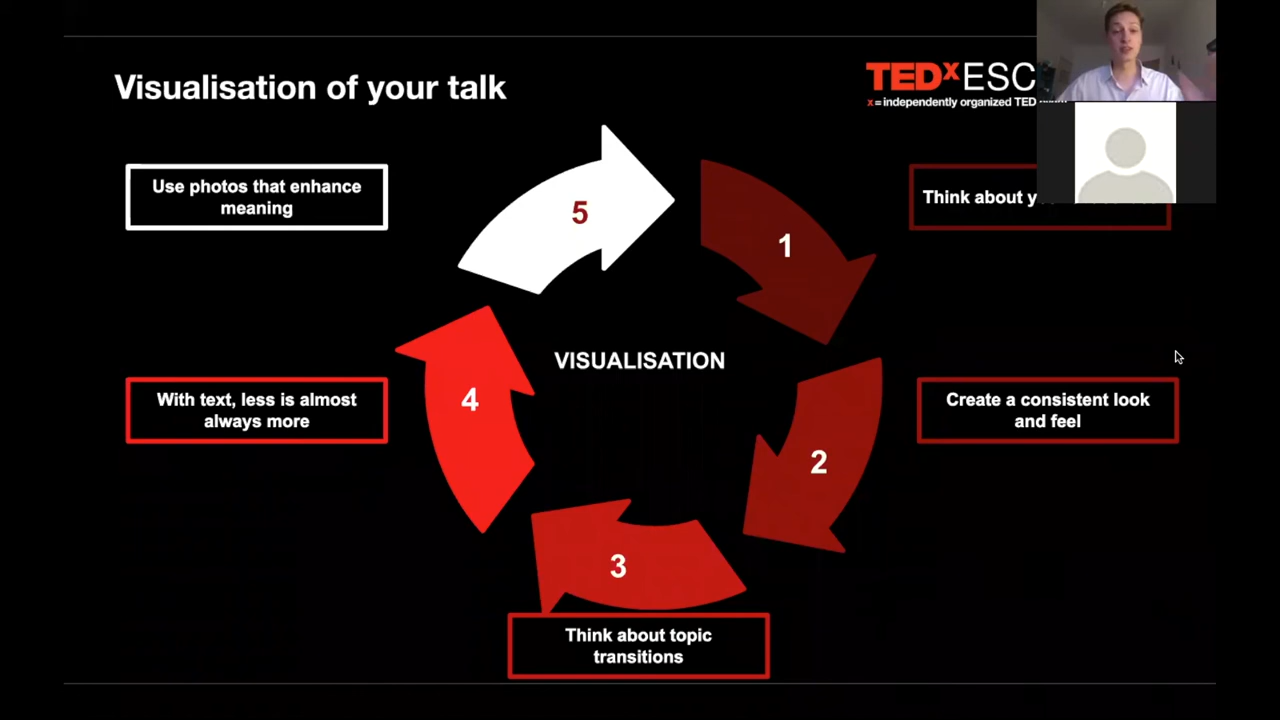 Visualisation of your talk
TEDxESC
x = independently organized TED
Use photos that enhance
meaning
5
1
Think about
VISUALISATION
4
With text, less is almost
always more
Create a consistent look
and feel
2
3
Think about topic
transitions